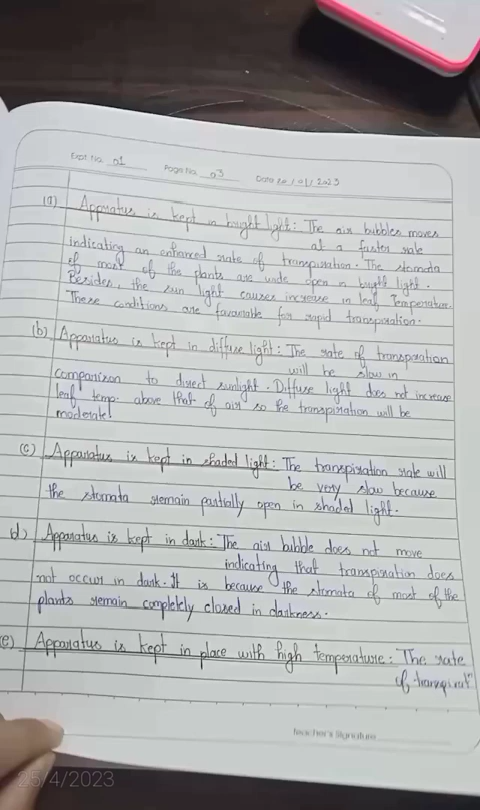 Expt. No. 01 Page No. 03 Date 20/01/2023
(a) Apparatus is kept in bright light: The air bubbles moves
at a faster rate
indicating an enhanced rate of transpiration. The stomata
of most of the plants are wide open in bright light.
Besides, the sun light causes increase in leaf Temperature.
These conditions are favourable for rapid transpiration.
(b) Apparatus is kept in diffuse light: The rate of transpiration
will be slow in
comparison to direct sunlight. Diffuse light does not increase
leaf temp. above that of air so the transpiration will be
moderate!
(c) Apparatus is kept in shaded light: The transpiration rate will
be very slow because
the stomata remain partially open in shaded light.
d) Apparatus is kept in dark: The air bubble does not move
indicating that transpiration does
not occur in dark. It is because the stomata of most of the
plants remain completely closed in darkness.
(e) Apparatus is kept in place with high temperature: The rate
of transpirat"
Teacher's Signature
25/4/2023